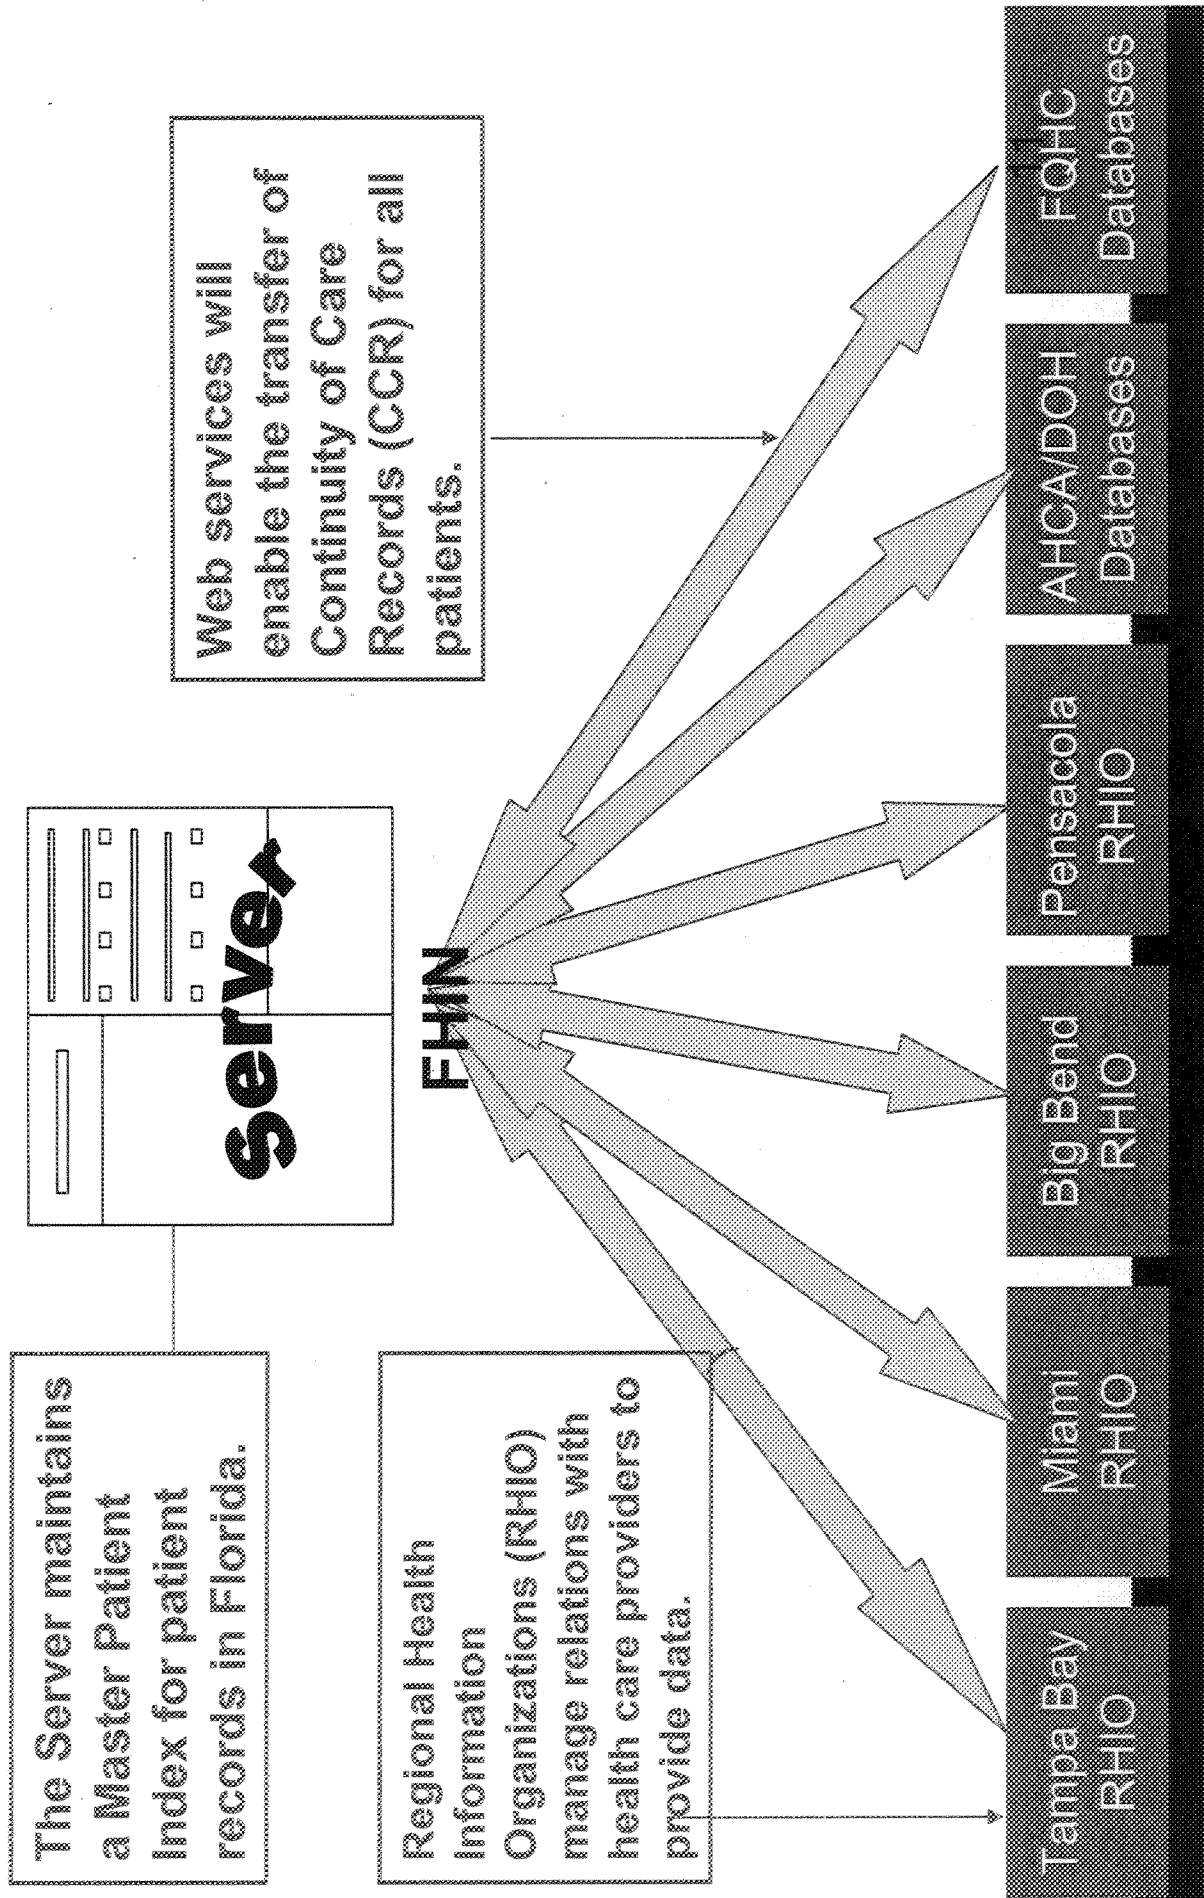 The Server maintains
a Master Patient
Index for patient
records in Florida.
Server
FHIN
Web services will
enable the transfer of
Continuity of Care
Records (CCR) for all
patients.
Regional Health
Information
Organizations (RHIO)
manage relations with
health care providers to
provide data.
Tampa Bay
RHIO
Miami
RHIO
Big Bend
RHIO
Pensacola
RHIO
AHCA/DOH
Databases
FQHC
Databases